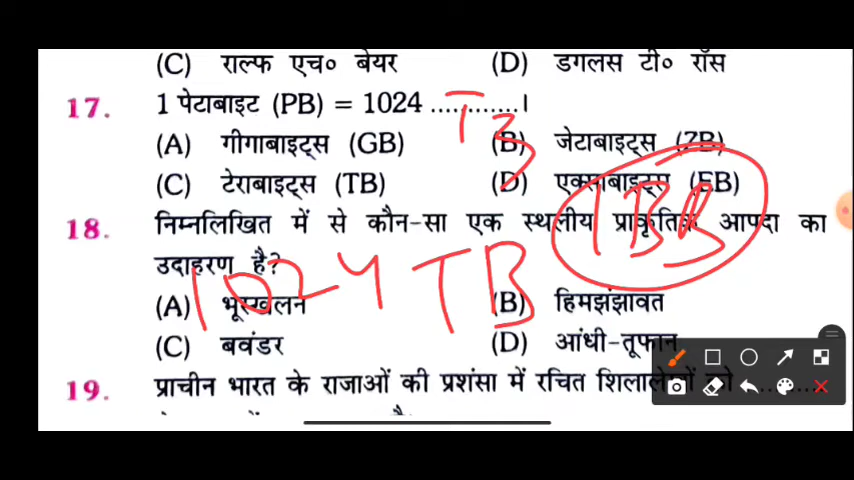 (C) राल्फ एच० बेयर (D) डगलस टी० रॉस
17. 1 पेटाबाइट (PB) = 1024 ............।
TB
(A) गीगाबाइट्स (GB) (B) जेटाबाइट्स (ZB)
(C) टेराबाइट्स (TB) (D) एक्साबाइट्स (EB)
18. निम्नलिखित में से कौन-सा एक स्थलीय प्राकृतिक आपदा का
उदाहरण है?
1024 TB
(A) भूस्खलन (B) हिमझंझावत
(C) बवंडर (D) आंधी-तूफान
19. प्राचीन भारत के राजाओं की प्रशंसा में रचित शिलालेखों को